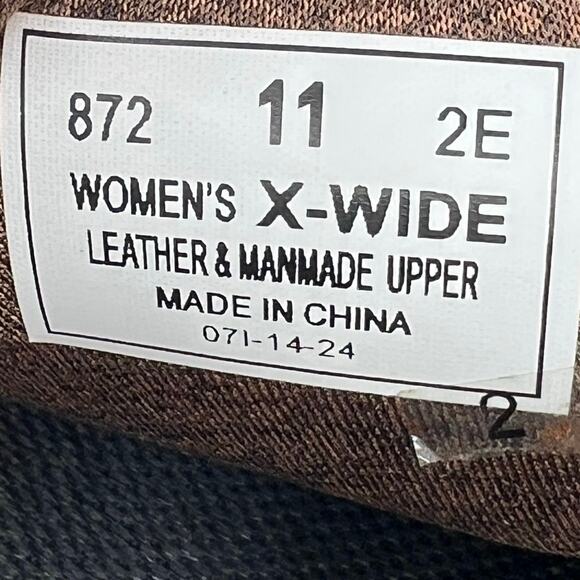 872 11 2E
WOMEN'S X-WIDE
LEATHER & MANMADE UPPER
MADE IN CHINA
071-14-24
2